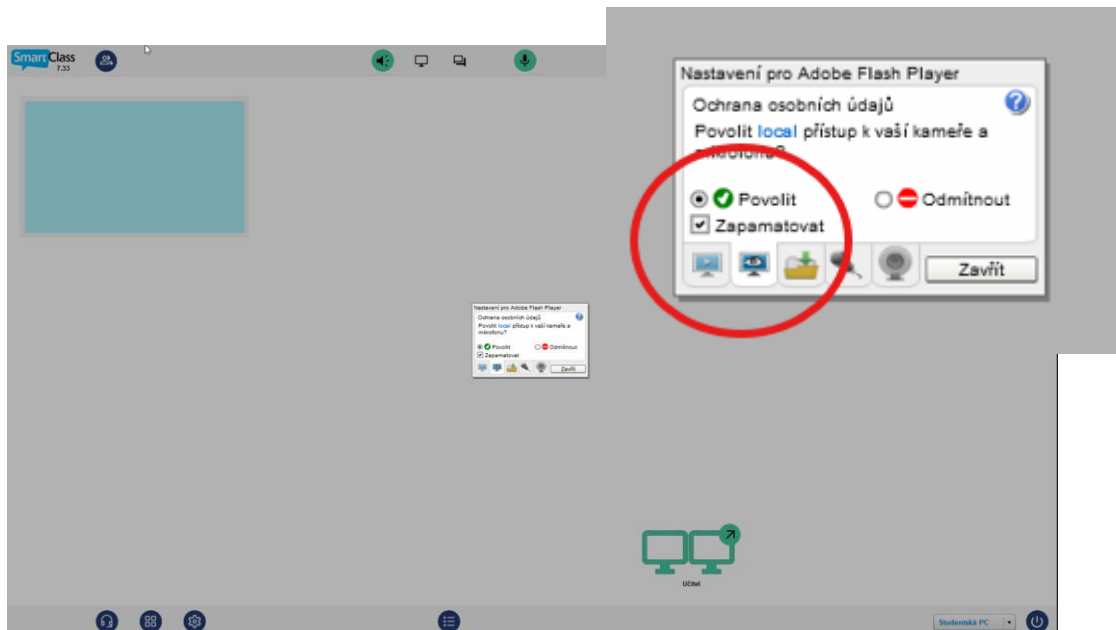 SmartClass
7.33
Nastavení pro Adobe Flash Player
Ochrana osobních údajů
Povolit local přístup k vaší kameře a
mikrofonu?
Povolit
Odmítnout
Zapamatovat
Zavřít
Nastavení pro Adobe Flash Player
Ochrana osobních údajů
Povolit local přístup k vaší kameře a
mikrofonu?
Povolit
Odmítnout
Zapamatovat
Zavřít
Učitel
Studentská PC